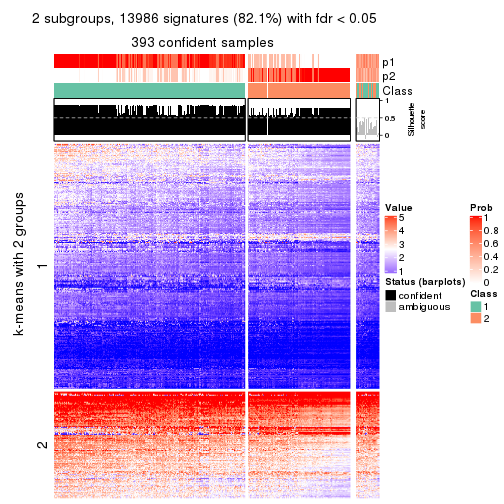 2 subgroups, 13986 signatures (82.1%) with fdr < 0.05
393 confident samples
p1
p2
Class
1
0.5
0
Silhouette
score
k-means with 2 groups
1
2
Value
5
4
3
2
1
Status (barplots)
confident
ambiguous
Prob
1
0.8
0.6
0.4
0.2
0
Class
1
2